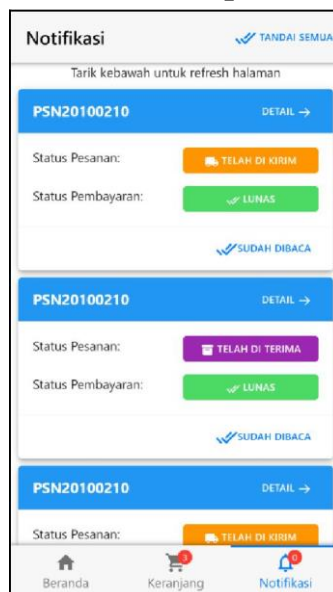 Notifikasi TANDAI SEMUA
Tarik kebawah untuk refresh halaman
PSN20100210 DETAIL →
Status Pesanan: TELAH DI KIRIM
Status Pembayaran: LUNAS
SUDAH DIBACA
PSN20100210 DETAIL →
Status Pesanan: TELAH DI TERIMA
Status Pembayaran: LUNAS
SUDAH DIBACA
PSN20100210 DETAIL →
Status Pesanan: TELAH DI KIRIM
3 0
Beranda Keranjang Notifikasi